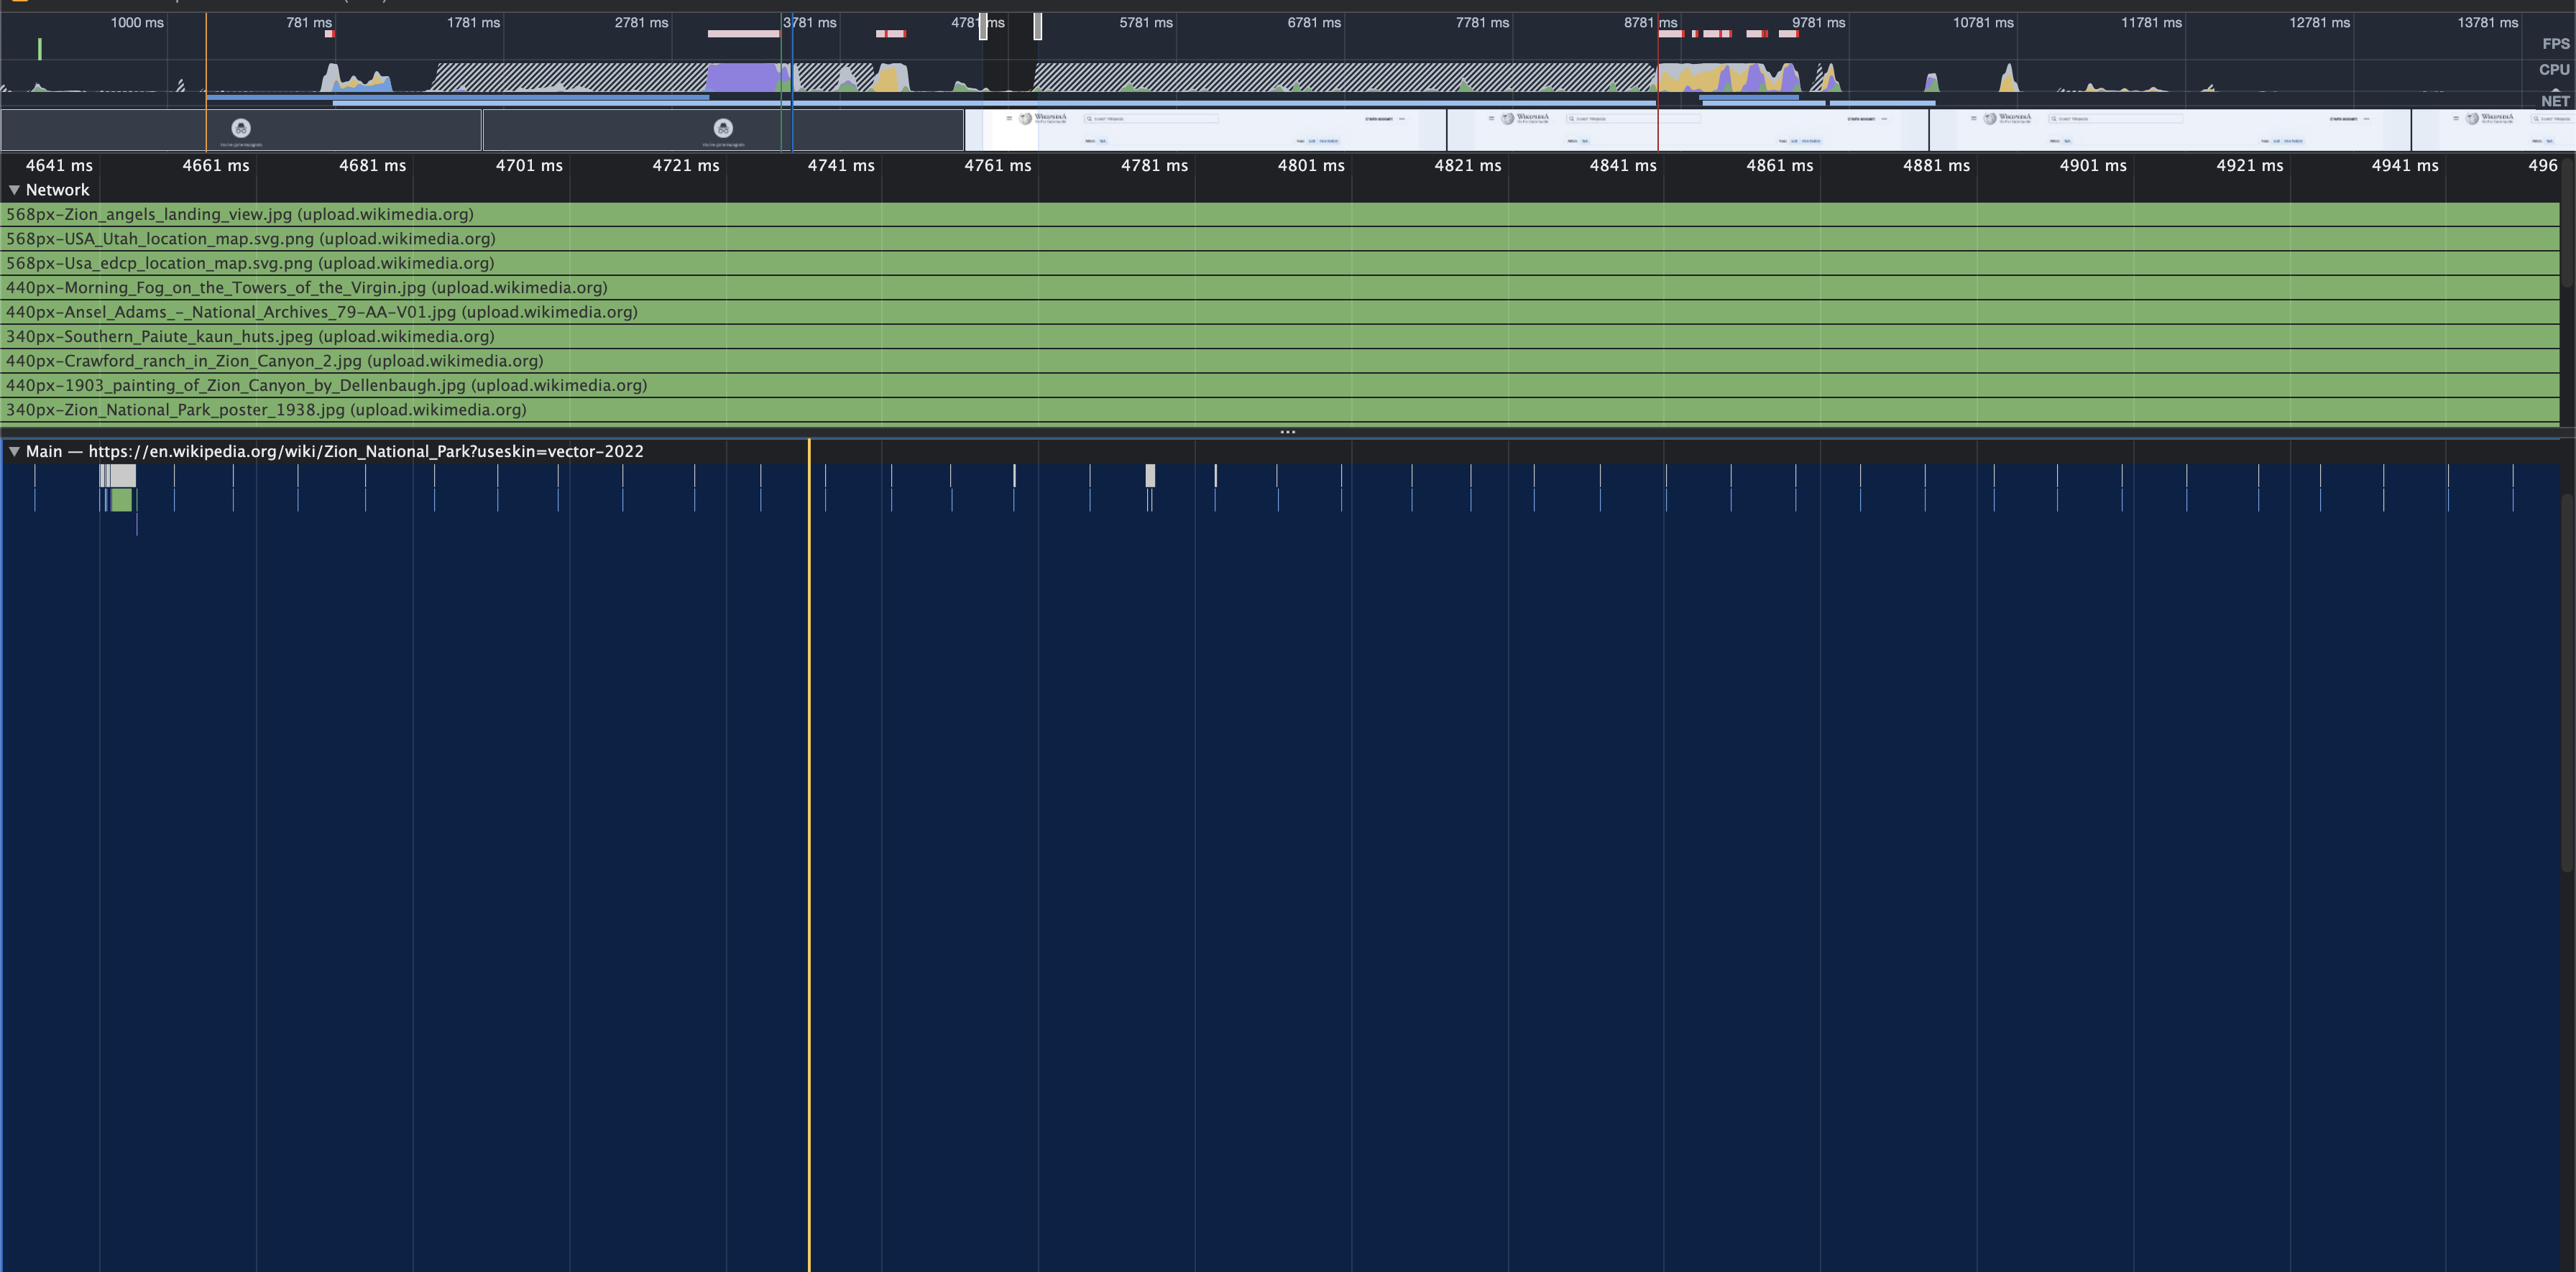 1000 ms 781 ms 1781 ms 2781 ms 3781 ms 4781 ms 5781 ms 6781 ms 7781 ms 8781 ms 9781 ms 10781 ms 11781 ms 12781 ms 13781 ms
FPS
CPU
NET
WIKIPEDIA WIKIPEDIA WIKIPEDIA WIKIPEDIA
4641 ms 4661 ms 4681 ms 4701 ms 4721 ms 4741 ms 4761 ms 4781 ms 4801 ms 4821 ms 4841 ms 4861 ms 4881 ms 4901 ms 4921 ms 4941 ms 496
Network
568px-Zion_angels_landing_view.jpg (upload.wikimedia.org)
568px-USA_Utah_location_map.svg.png (upload.wikimedia.org)
568px-Usa_edcp_location_map.svg.png (upload.wikimedia.org)
440px-Morning_Fog_on_the_Towers_of_the_Virgin.jpg (upload.wikimedia.org)
440px-Ansel_Adams_-_National_Archives_79-AA-V01.jpg (upload.wikimedia.org)
340px-Southern_Paiute_kaun_huts.jpeg (upload.wikimedia.org)
440px-Crawford_ranch_in_Zion_Canyon_2.jpg (upload.wikimedia.org)
440px-1903_painting_of_Zion_Canyon_by_Dellenbaugh.jpg (upload.wikimedia.org)
340px-Zion_National_Park_poster_1938.jpg (upload.wikimedia.org)
Main — https://en.wikipedia.org/wiki/Zion_National_Park?useskin=vector-2022